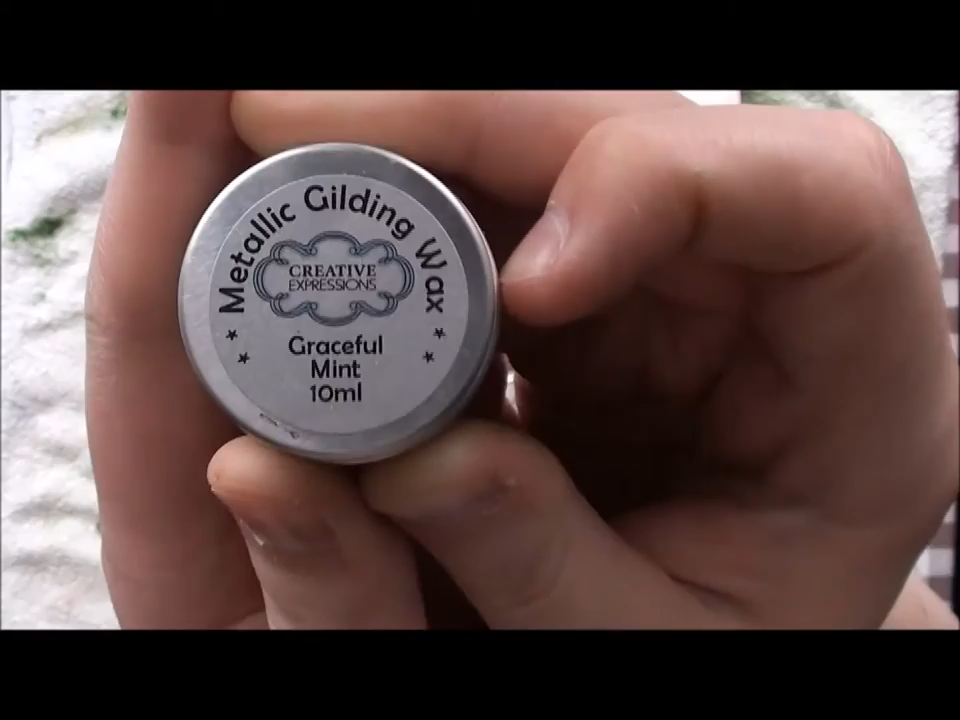 Metallic Gilding Wax
CREATIVE
EXPRESSIONS
Graceful
Mint
10ml